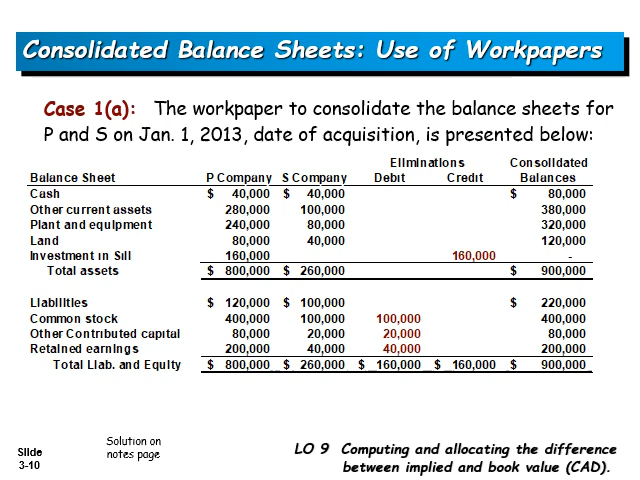 Consolidated Balance Sheets: Use of Workpapers
Case 1(a): The workpaper to consolidate the balance sheets for
P and S on Jan. 1, 2013, date of acquisition, is presented below:
Eliminations Consolidated
Balance Sheet P Company S Company Debit Credit Balances
Cash $ 40,000 $ 40,000 $ 80,000
Other current assets 280,000 100,000 380,000
Plant and equipment 240,000 80,000 320,000
Land 80,000 40,000 120,000
Investment in Sill 160,000 160,000 -
Total assets $ 800,000 $ 260,000 $ 900,000
Liabilities $ 120,000 $ 100,000 $ 220,000
Common stock 400,000 100,000 100,000 400,000
Other Contributed capital 80,000 20,000 20,000 80,000
Retained earnings 200,000 40,000 40,000 200,000
Total Liab. and Equity $ 800,000 $ 260,000 $ 160,000 $ 160,000 $ 900,000
Slide
3-10
Solution on
notes page
LO 9 Computing and allocating the difference
between implied and book value (CAD).